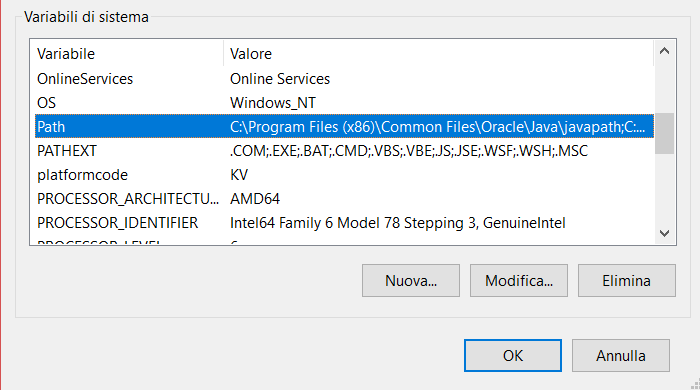 Variabili di sistema
Variabile Valore
OnlineServices Online Services
OS Windows_NT
Path C:\Program Files (x86)\Common Files\Oracle\Java\javapath;C:...
PATHEXT .COM;.EXE;.BAT;.CMD;.VBS;.VBE;.JS;.JSE;.WSF;.WSH;.MSC
platformcode KV
PROCESSOR_ARCHITECTU... AMD64
PROCESSOR_IDENTIFIER Intel64 Family 6 Model 78 Stepping 3, GenuineIntel
PROCESSOR_LEVEL 6
Nuova... Modifica... Elimina
OK Annulla